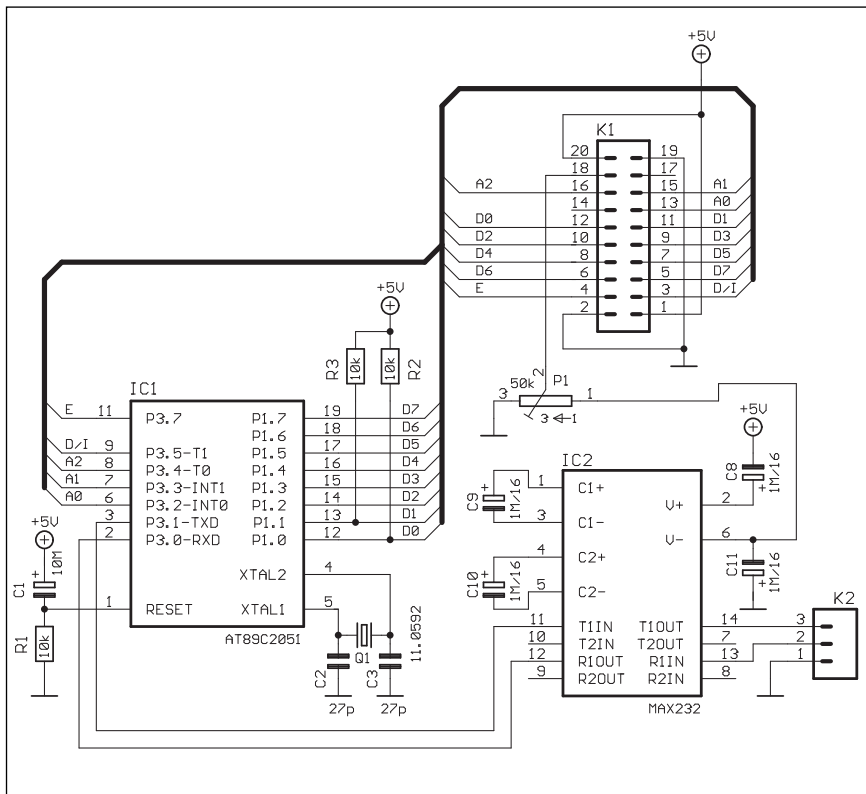 +5V
K1
20 19
18 17
A2 16 15 A1
14 13 A0
D0 12 11 D1
D2 10 9 D3
D4 8 7 D5
D6 6 5 D7
E 4 3 D/I
2 1
+5V
R3 10k
10k R2
50k 2 P1
3 1
3 1
IC1
E 11 P3.7 P1.7 19 D7
P1.6 18 D6
D/I 9 P3.5-T1 P1.5 17 D5
A2 8 P3.4-T0 P1.4 16 D4
A1 7 P3.3-INT1 P1.3 15 D3
A0 6 P3.2-INT0 P1.2 14 D2
3 P3.1-TXD P1.1 13 D1
2 P3.0-RXD P1.0 12 D0
XTAL2 4
1 RESET XTAL1 5
AT89C2051
+5V
C1 + 10M
R1 10k
Q1
11.0592
C2 C3
27p 27p
+5V
C8 1M/16 +
IC2
C9 + 1M/16
1 C1+
V+ 2
3 C1-
V- 6
C10 + 1M/16
4 C2+
5 C2-
C11 1M/16 +
K2
11 T1IN T1OUT 14 3
10 T2IN T2OUT 7 2
12 R1OUT R1IN 13 1
9 R2OUT R2IN 8
MAX232